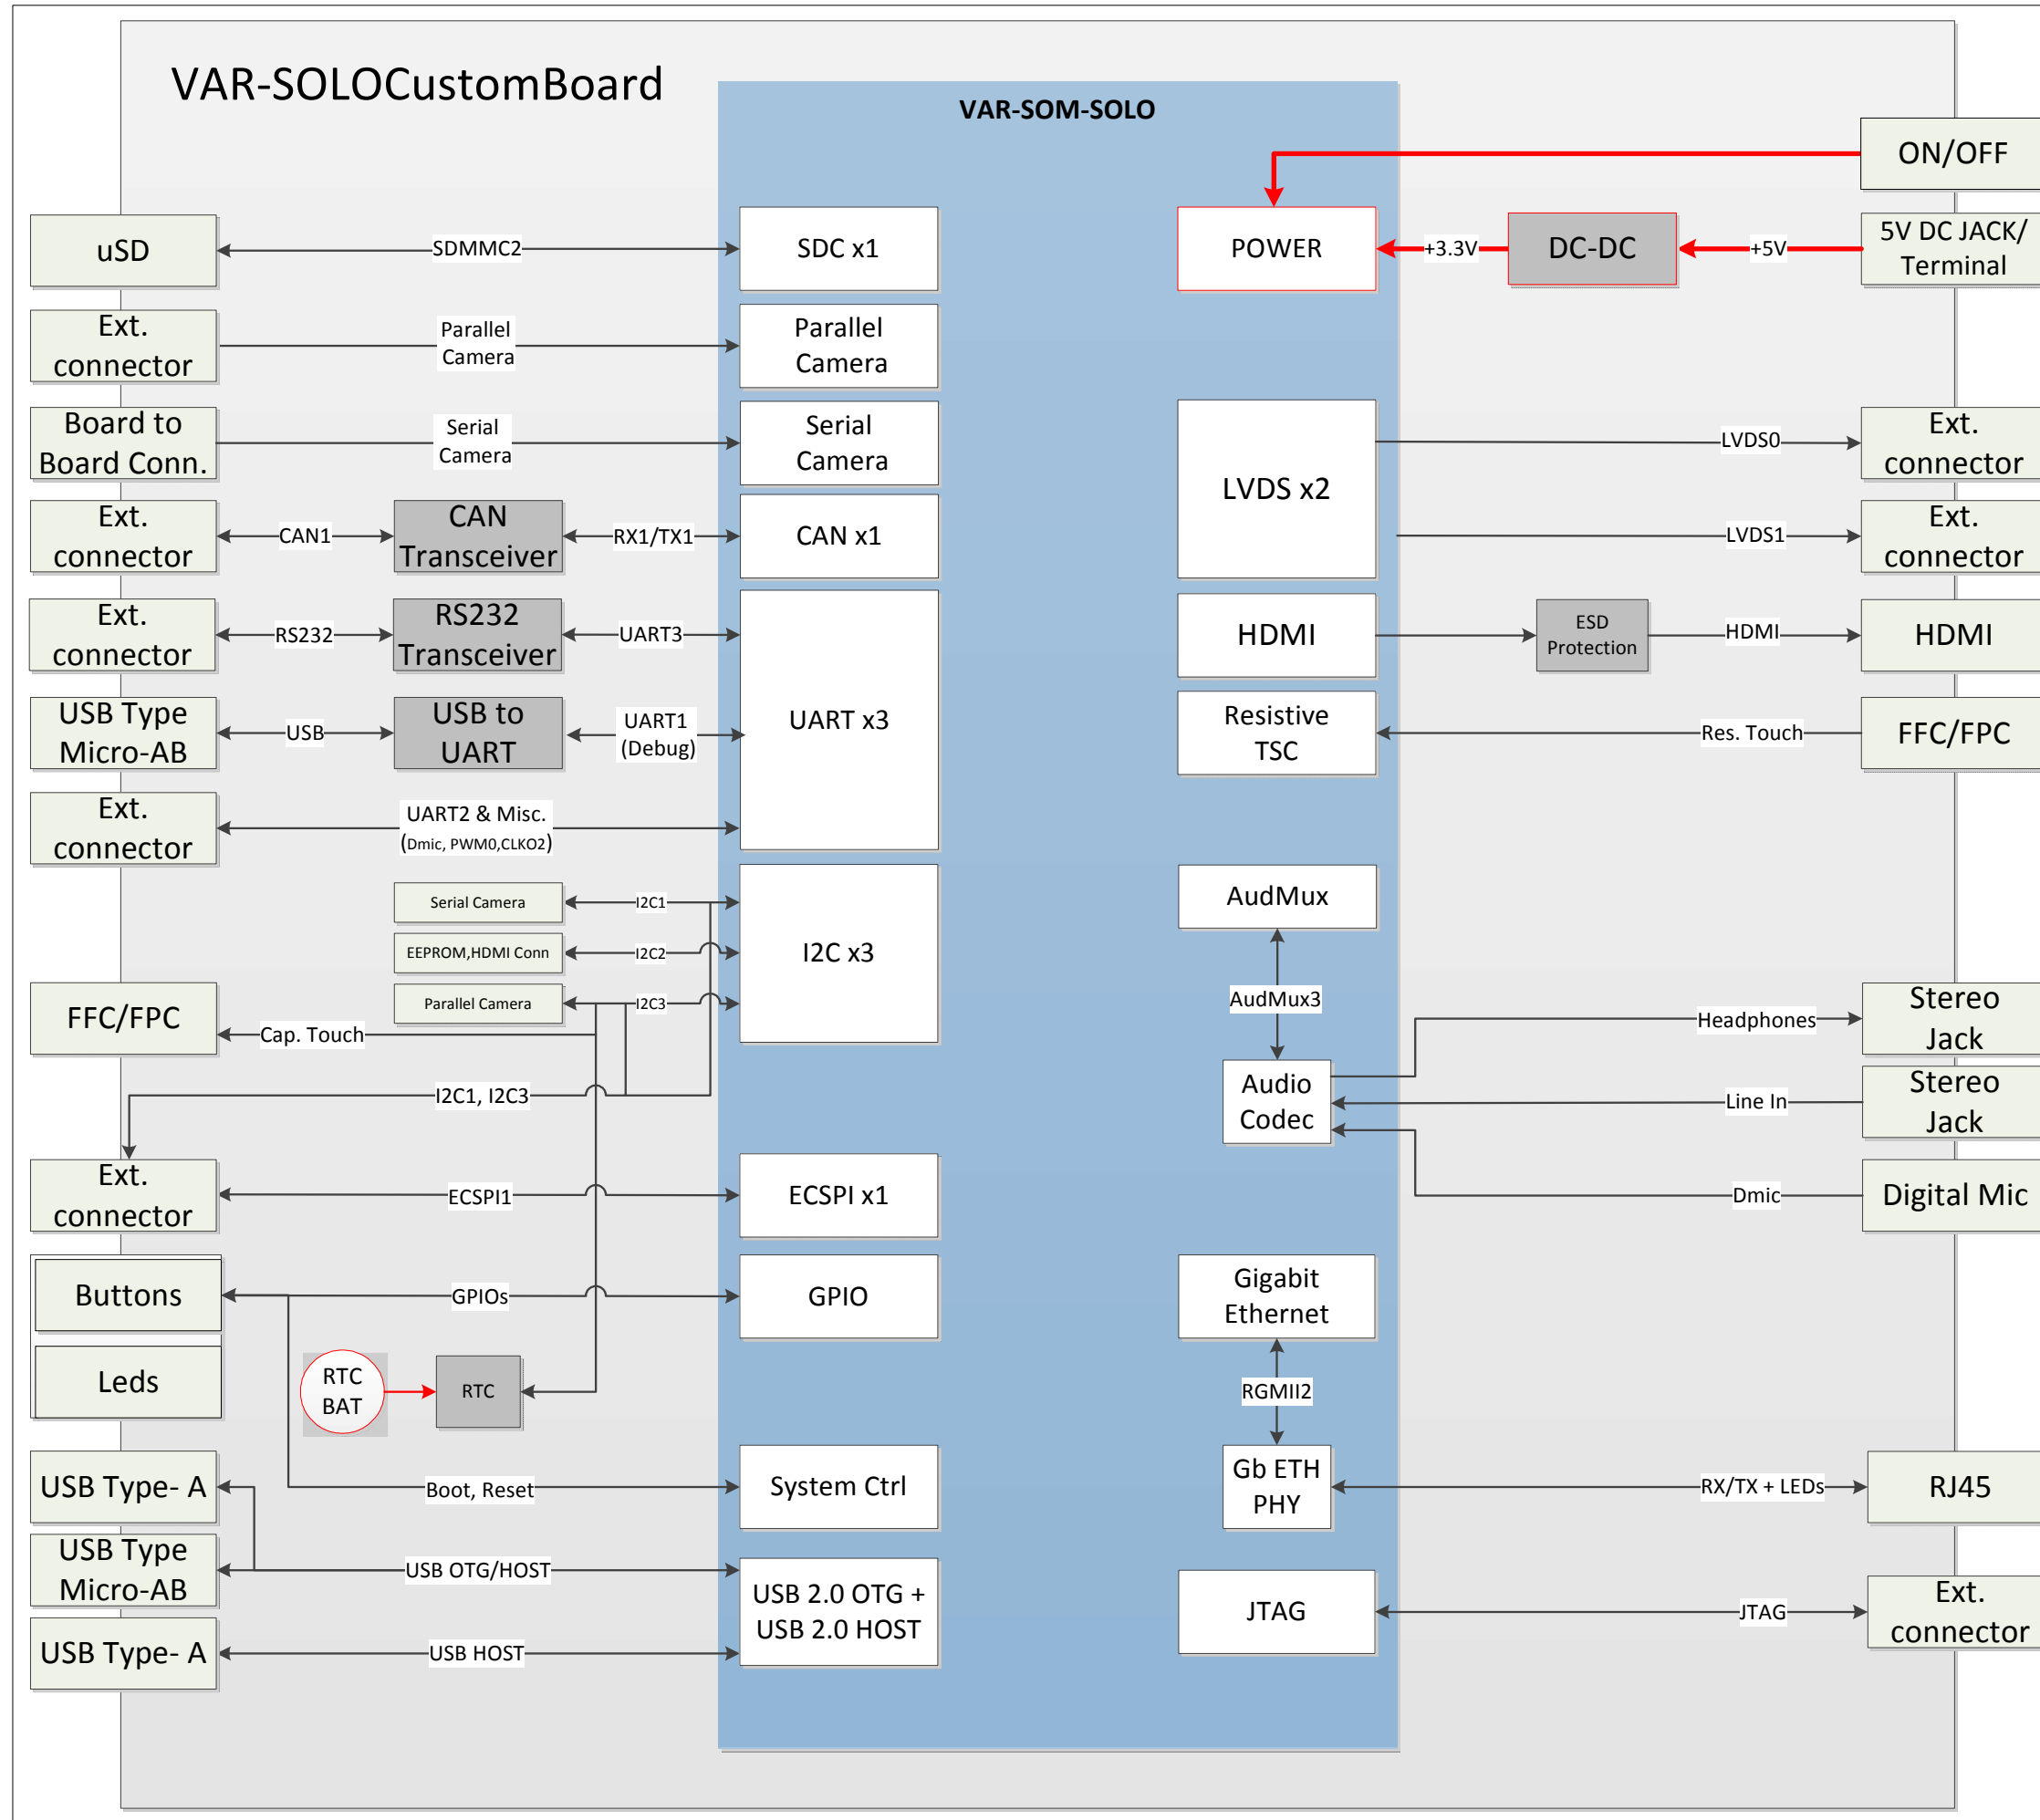 VAR-SOLOCustomBoard
VAR-SOM-SOLO
ON/OFF
uSD
SDMMC2
SDC x1
POWER
+3.3V
DC-DC
+5V
5V DC JACK/
Terminal
Ext.
connector
Parallel
Camera
Parallel
Camera
Board to
Board Conn.
Serial
Camera
Serial
Camera
LVDS x2
LVDS0
Ext.
connector
Ext.
connector
CAN1
CAN
Transceiver
RX1/TX1
CAN x1
LVDS1
Ext.
connector
Ext.
connector
RS232
RS232
Transceiver
UART3
UART x3
HDMI
ESD
Protection
HDMI
HDMI
USB Type
Micro-AB
USB
USB to
UART
UART1
(Debug)
Resistive
TSC
Res. Touch
FFC/FPC
Ext.
connector
UART2 & Misc.
(Dmic, PWM0,CLKO2)
Serial Camera
I2C1
I2C x3
AudMux
EEPROM,HDMI Conn
I2C2
Parallel Camera
I2C3
FFC/FPC
Cap. Touch
AudMux3
Headphones
Stereo
Jack
I2C1, I2C3
Audio
Codec
Line In
Stereo
Jack
Ext.
connector
ECSPI1
ECSPI x1
Dmic
Digital Mic
Buttons
GPIOs
GPIO
Gigabit
Ethernet
Leds
RTC
BAT
RTC
RGMII2
USB Type- A
Boot, Reset
System Ctrl
Gb ETH
PHY
RX/TX + LEDs
RJ45
USB Type
Micro-AB
USB OTG/HOST
USB 2.0 OTG +
USB 2.0 HOST
JTAG
JTAG
Ext.
connector
USB Type- A
USB HOST